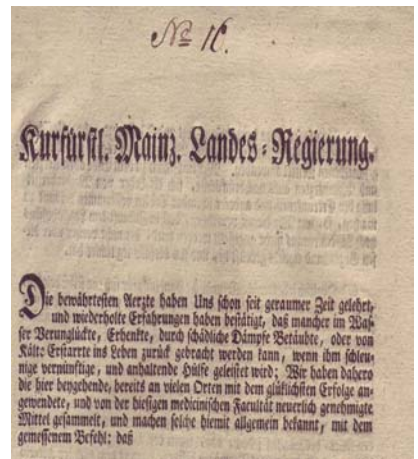 No 16.
Kurfürstl. Mainz. Landes-Regierung.
Die bewährtesten Aerzte haben Uns schon seit geraumer Zeit gelehrt,
und wiederholte Erfahrungen haben bestätigt, daß mancher im Was-
ser Verunglückte, Erhenkte, durch schädliche Dämpfe Betäubte, oder von
Kälte Erstarrte ins Leben zurück gebracht werden kann, wenn ihm schleu-
nige vernünftige, und anhaltende Hülfe geleistet wird; Wir haben dahero
die hier beygehende, bereits an vielen Orten mit dem glüklichsten Erfolge an-
gewendete, und von der hiesigen medicinischen Facultät neuerlich genehmigte
Mittel gesammelt, und machen solche hiemit allgemein bekannt, mit dem
gemessenem Befehl: daß